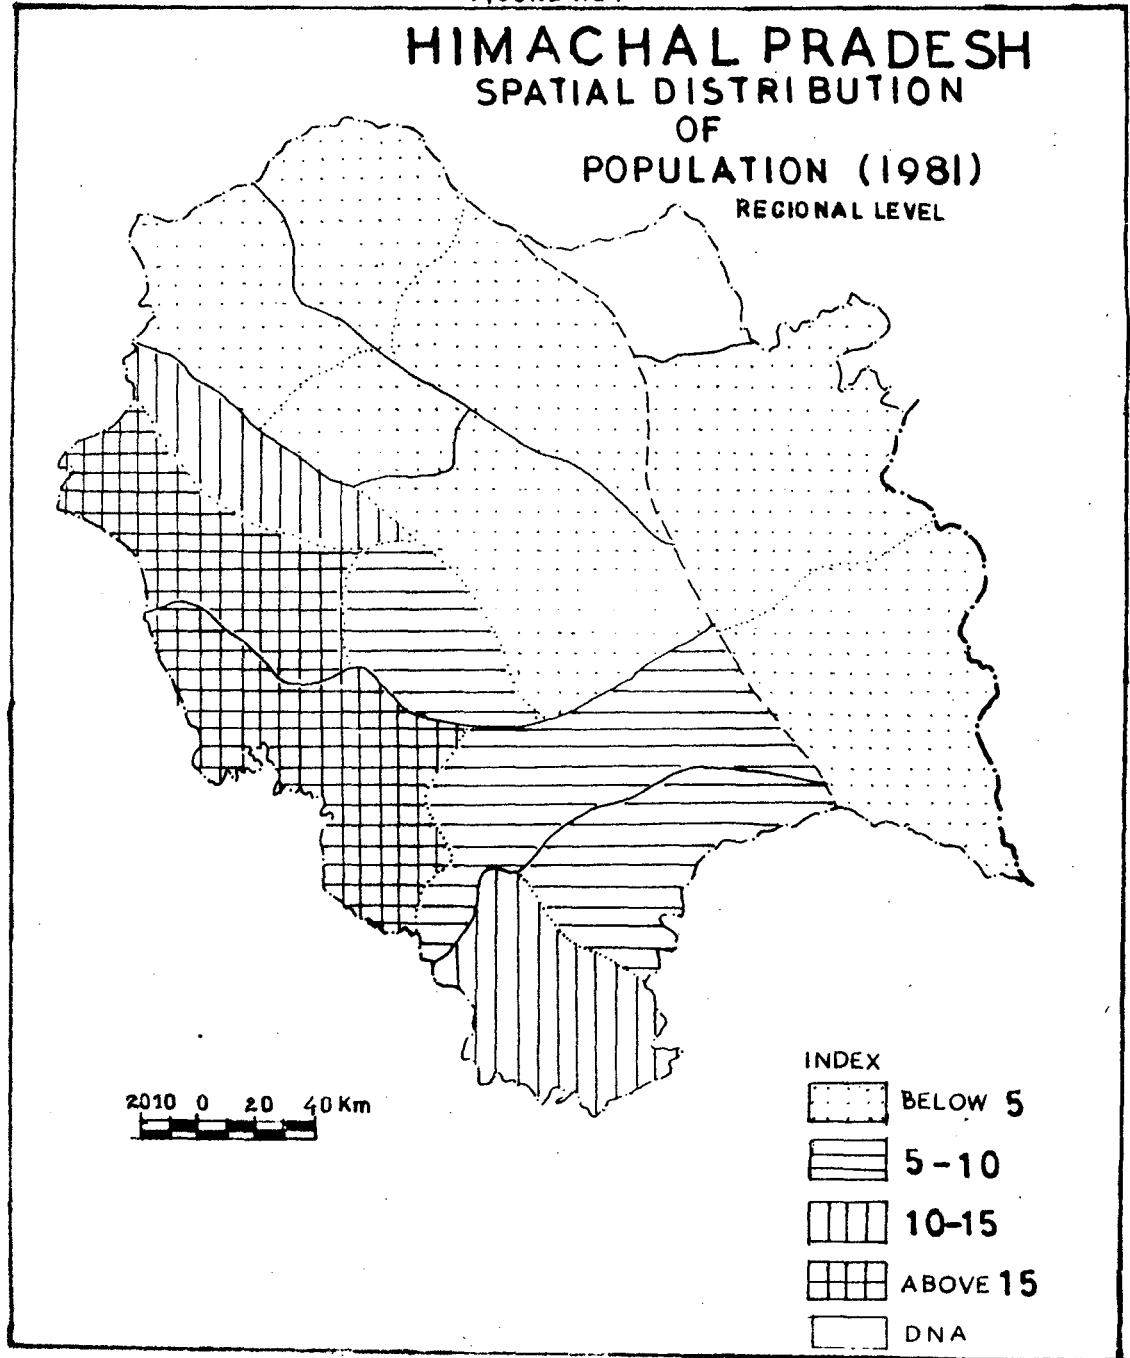 HIMACHAL PRADESH
SPATIAL DISTRIBUTION
OF
POPULATION (1981)
REGIONAL LEVEL
2010 0 20 40 Km
INDEX
BELOW 5
5-10
10-15
ABOVE 15
DNA